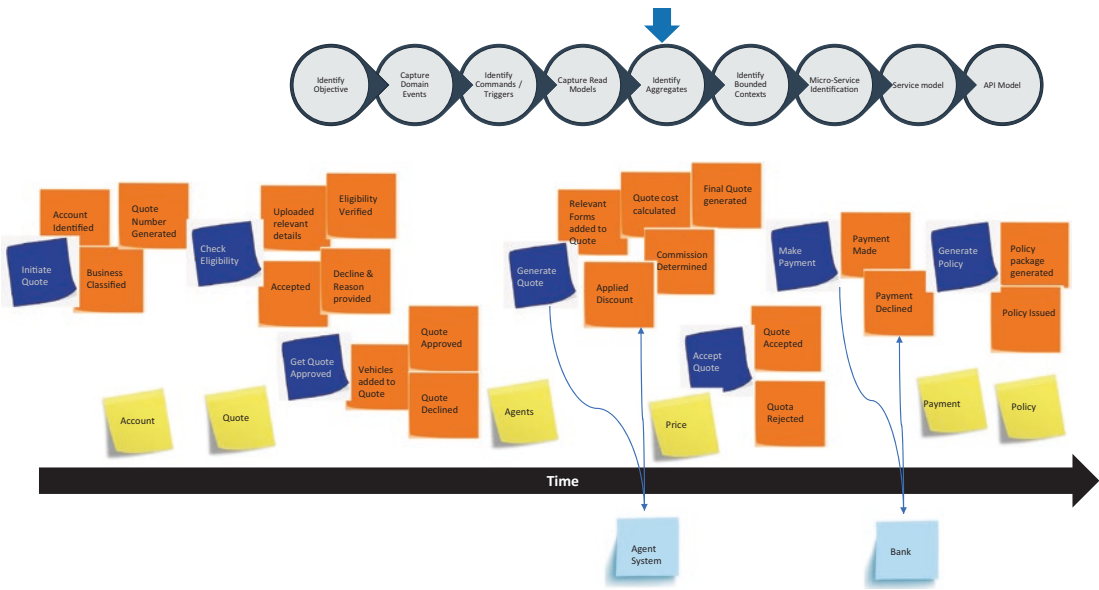 Identify
Objective
Capture
Domain
Events
Identify
Commands /
Triggers
Capture Read
Models
Identify
Aggregates
Identify
Bounded
Contexts
Micro-Service
Identification
Service model
API Model
Account
Identified
Quote
Number
Generated
Initiate
Quote
Business
Classified
Check
Eligibility
Uploaded
relevant
details
Eligibility
Verified
Accepted
Decline &
Reason
provided
Get Quote
Approved
Vehicles
added to
Quote
Quote
Approved
Quote
Declined
Generate
Quote
Relevant
Forms
added to
Quote
Quote cost
calculated
Final Quote
generated
Applied
Discount
Commission
Determined
Accept
Quote
Quote
Accepted
Quota
Rejected
Make
Payment
Payment
Made
Payment
Declined
Generate
Policy
Policy
package
generated
Policy Issued
Account
Quote
Agents
Price
Payment
Policy
Time
Agent
System
Bank